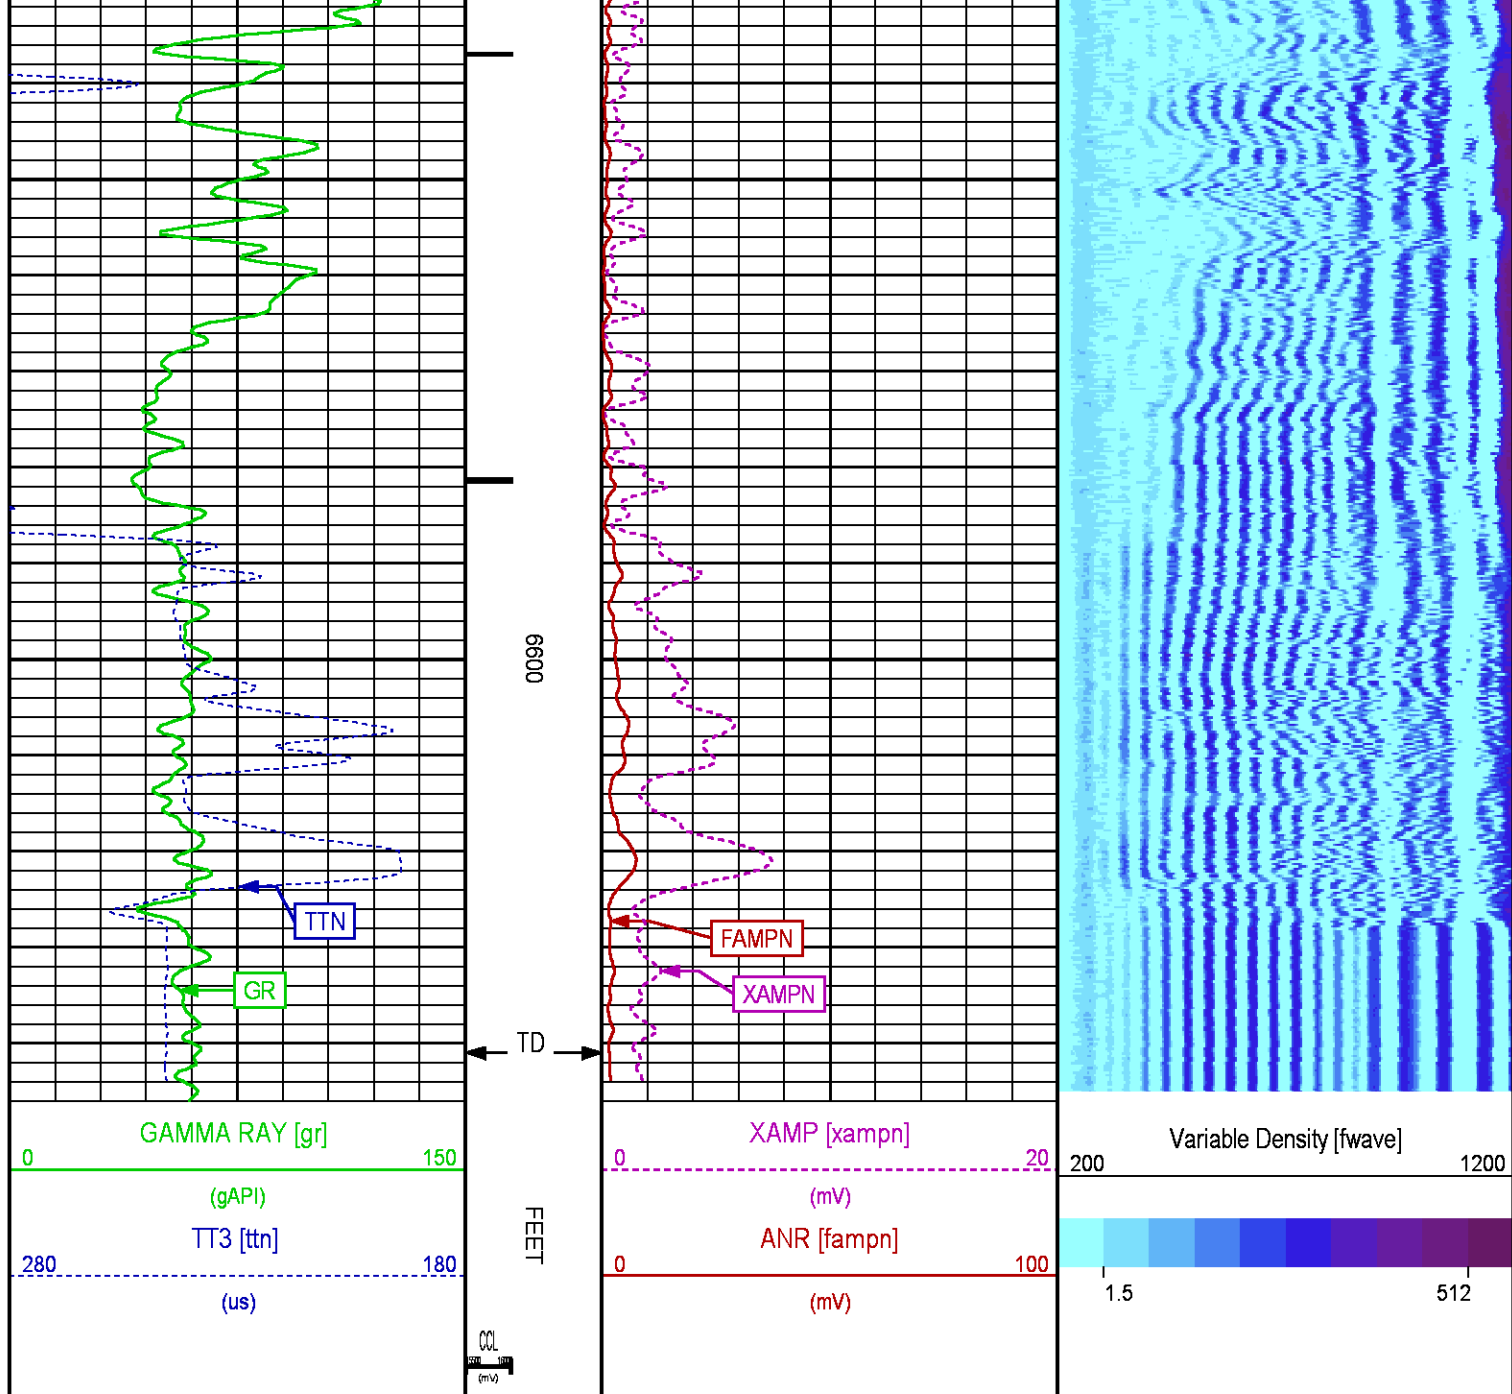 6600
TTN
FAMPN
GR
XAMPN
TD
GAMMA RAY [gr]
0 150
(gAPI)
TT3 [ttn]
280 180
(us)
FEET
CCL
(mV)
XAMP [xampn]
0 20
(mV)
ANR [fampn]
0 100
(mV)
Variable Density [fwave]
200 1200
1.5 512